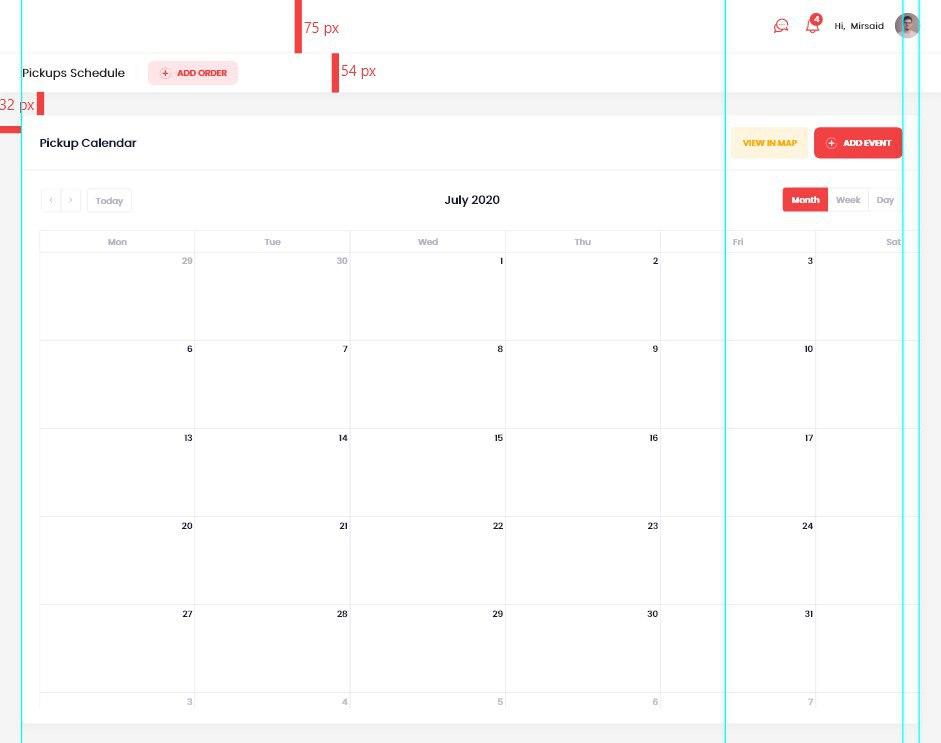 75 px
4
Hi, Mirsaid
Pickups Schedule
ADD ORDER
54 px
32 px
Pickup Calendar
VIEW IN MAP
ADD EVENT
Today
July 2020
Month Week Day
Mon Tue Wed Thu Fri Sat
29 30 1 2 3
6 7 8 9 10
13 14 15 16 17
20 21 22 23 24
27 28 29 30 31
3 4 5 6 7